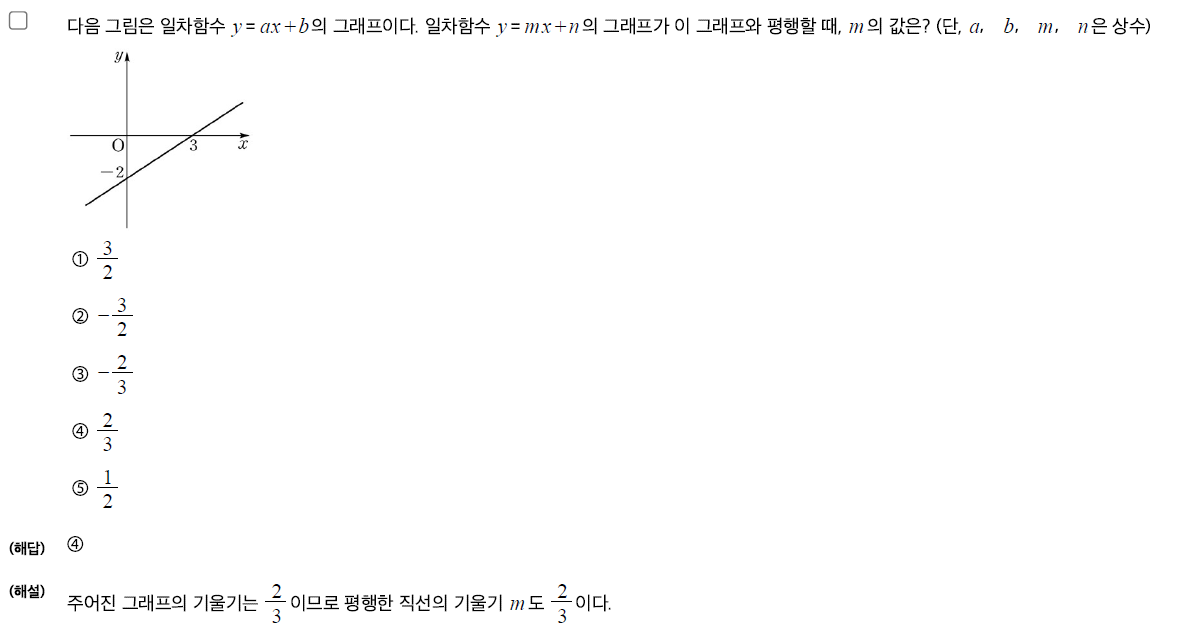 다음 그림은 일차함수 y=ax+b의 그래프이다. 일차함수 y=mx+n의 그래프가 이 그래프와 평행할 때, m의 값은? (단, a, b, m, n은 상수)
y
O 3 x
-2
① 3/2
② -3/2
③ -2/3
④ 2/3
⑤ 1/2
(해답) ④
(해설) 주어진 그래프의 기울기는 2/3이므로 평행한 직선의 기울기 m도 2/3이다.